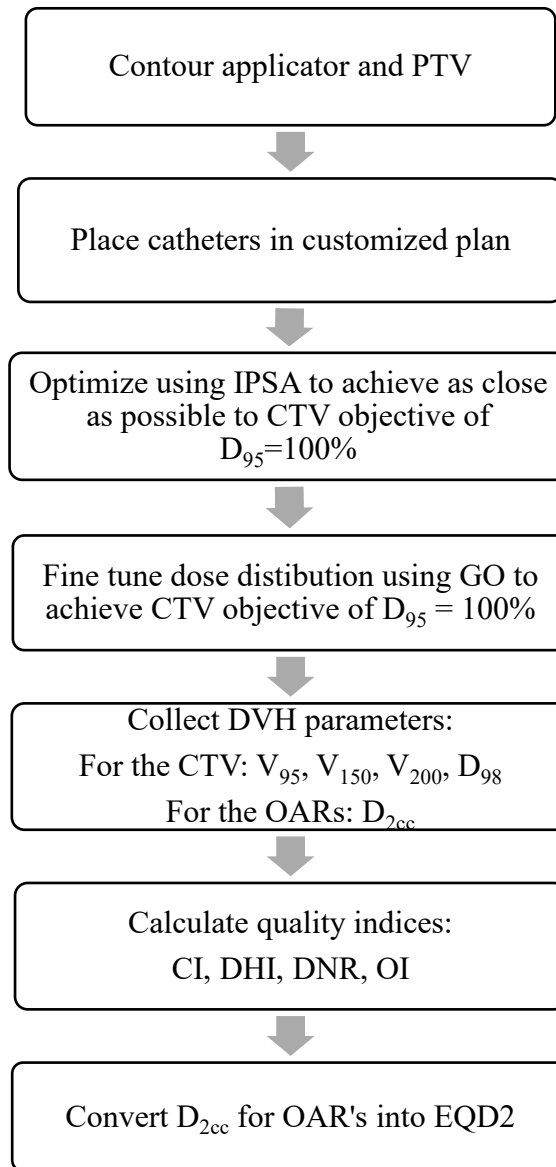 Contour applicator and PTV
Place catheters in customized plan
Optimize using IPSA to achieve as close
as possible to CTV objective of
D₉₅=100%
Fine tune dose distibution using GO to
achieve CTV objective of D₉₅ = 100%
Collect DVH parameters:
For the CTV: V₉₅, V₁₅₀, V₂₀₀, D₉₈
For the OARs: D₂cc
Calculate quality indices:
CI, DHI, DNR, OI
Convert D₂cc for OAR's into EQD2